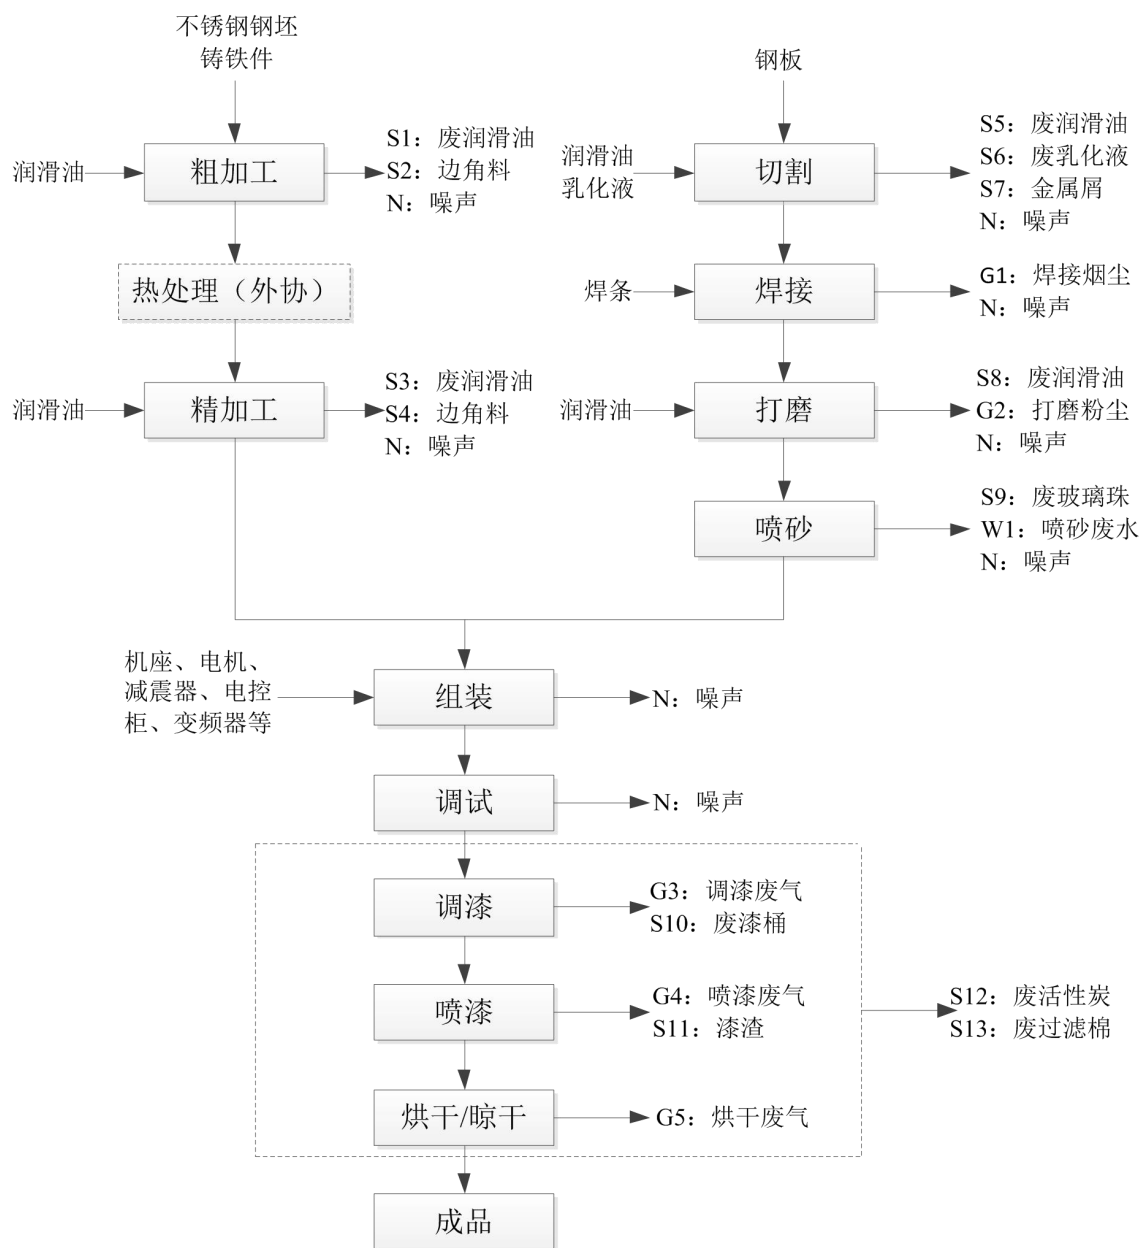 不锈钢钢坯
铸铁件
润滑油
粗加工
S1：废润滑油
S2：边角料
N：噪声
热处理（外协）
润滑油
精加工
S3：废润滑油
S4：边角料
N：噪声
钢板
润滑油
乳化液
切割
S5：废润滑油
S6：废乳化液
S7：金属屑
N：噪声
焊条
焊接
G1：焊接烟尘
N：噪声
润滑油
打磨
S8：废润滑油
G2：打磨粉尘
N：噪声
喷砂
S9：废玻璃珠
W1：喷砂废水
N：噪声
机座、电机、
减震器、电控
柜、变频器等
组装
N：噪声
调试
N：噪声
调漆
G3：调漆废气
S10：废漆桶
喷漆
G4：喷漆废气
S11：漆渣
烘干/晾干
G5：烘干废气
S12：废活性炭
S13：废过滤棉
成品